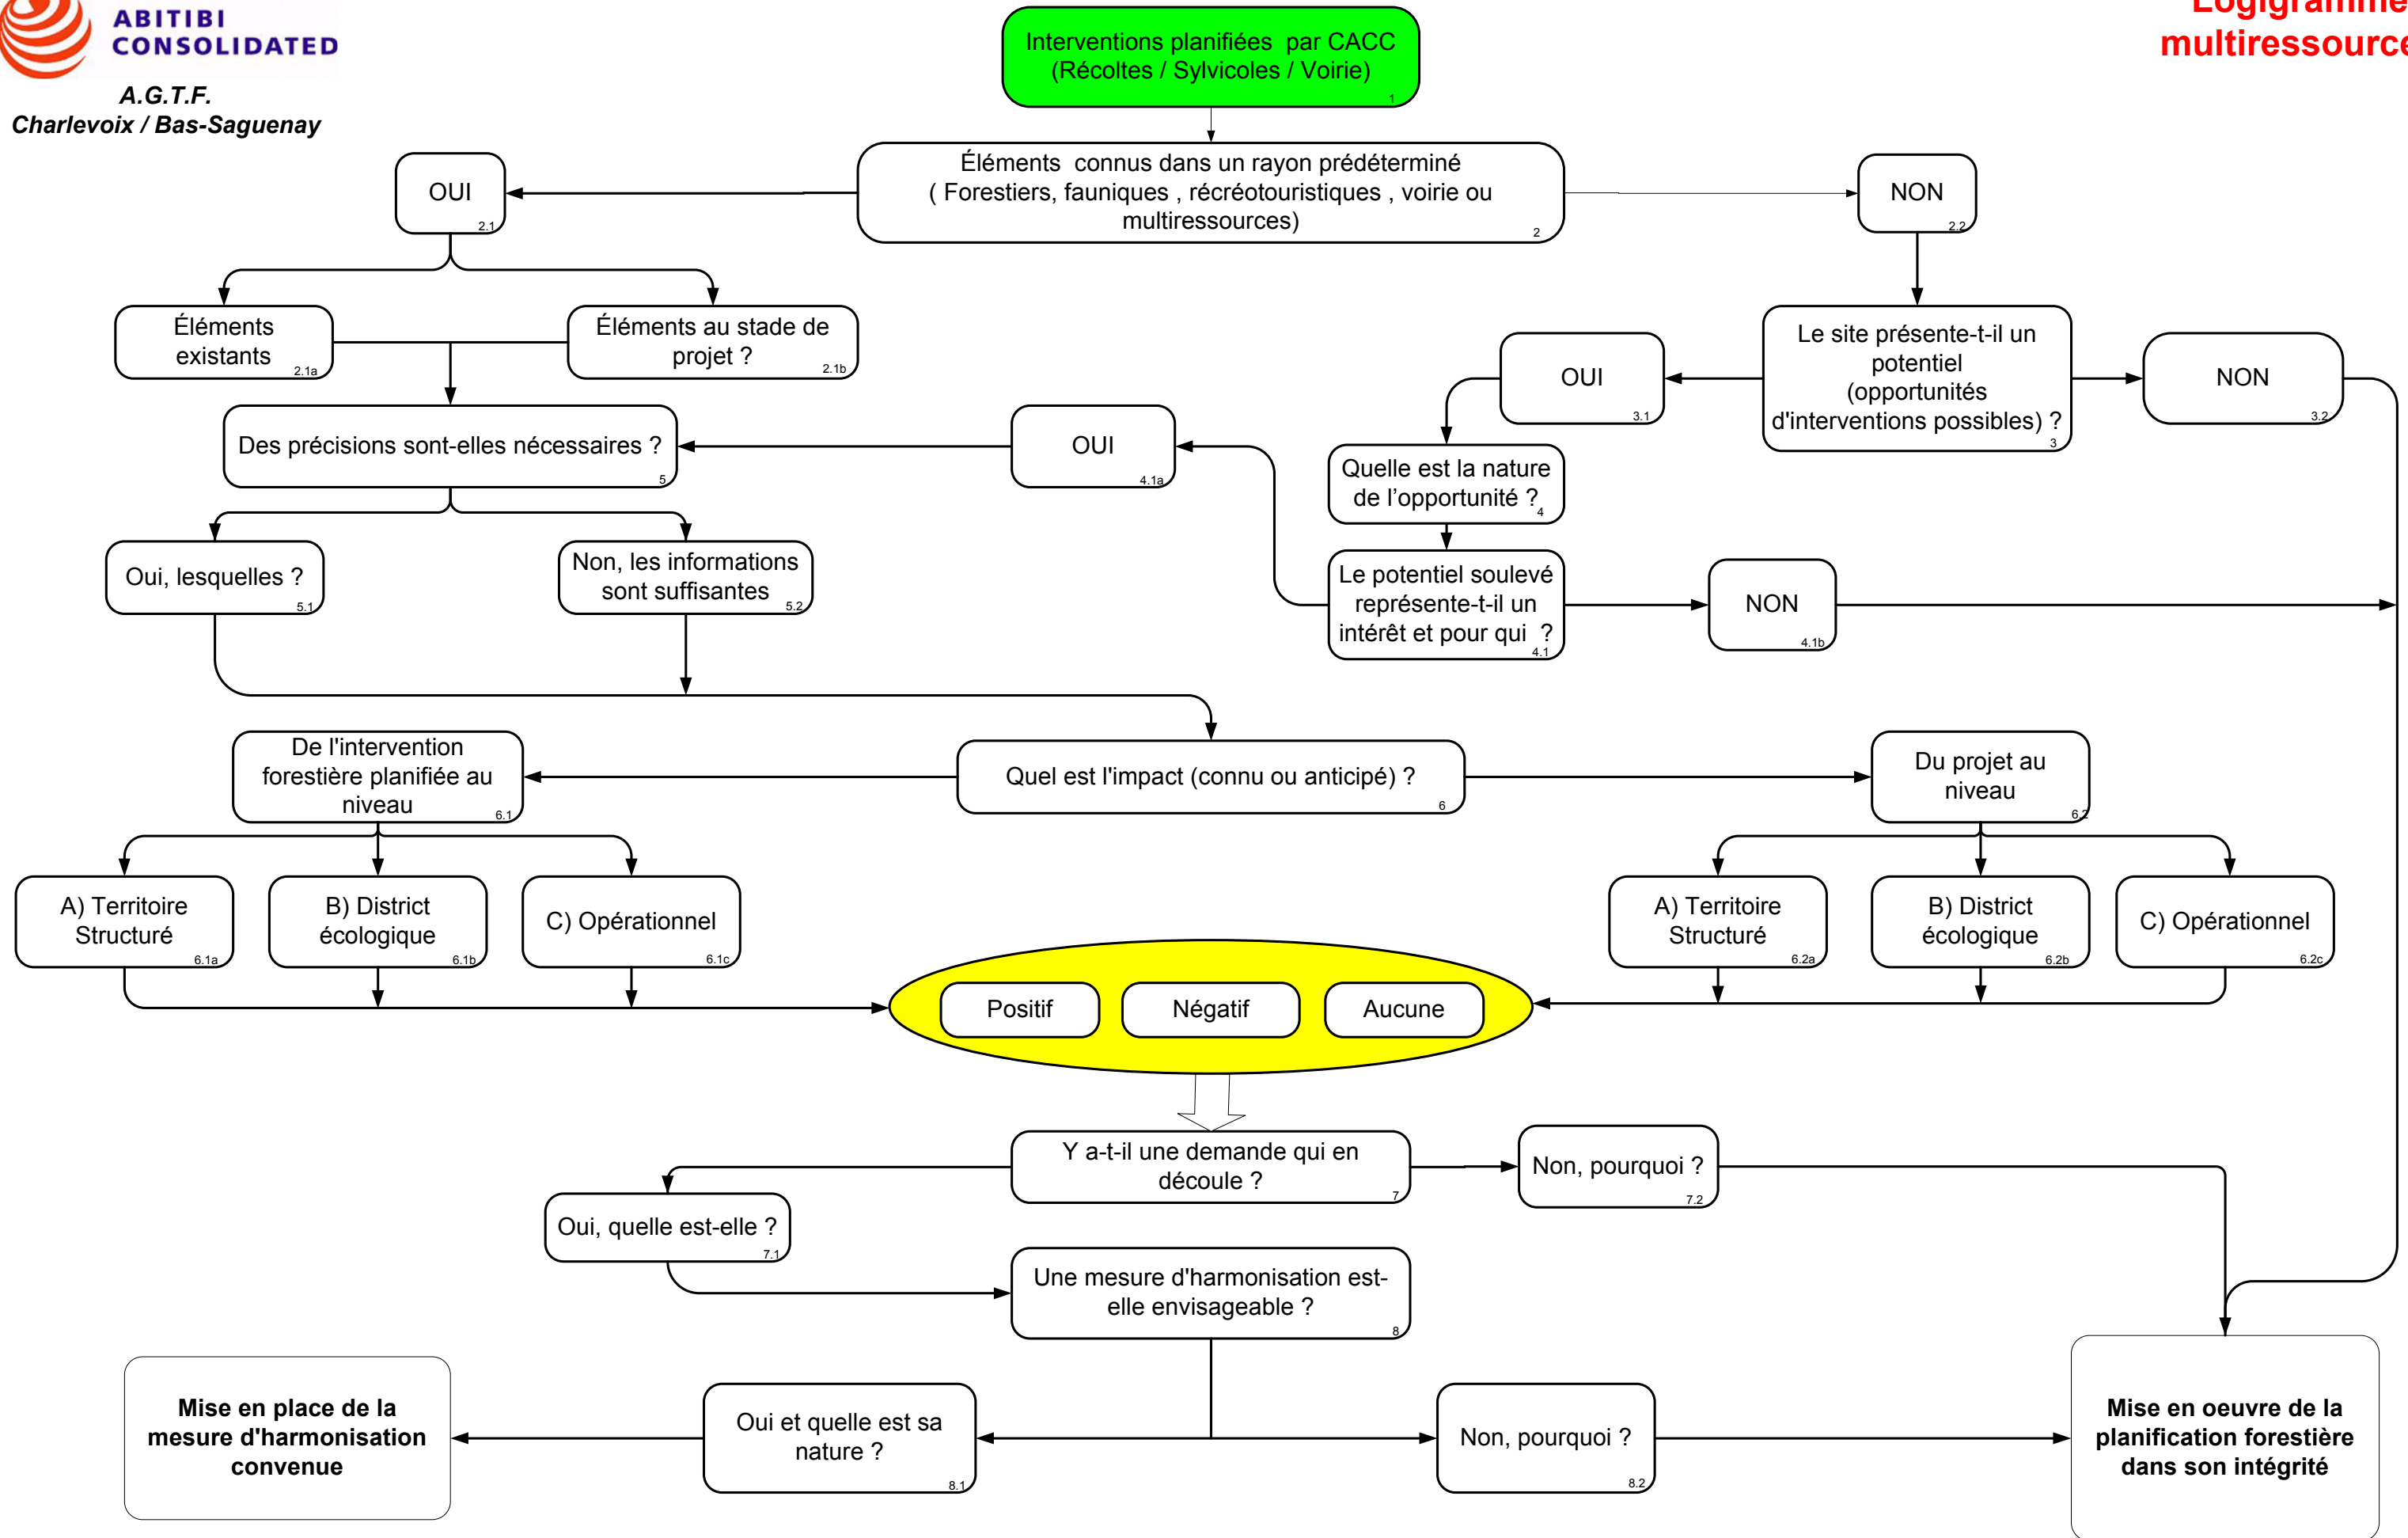 ABITIBI
CONSOLIDATED
A.G.T.F.
Charlevoix / Bas-Saguenay
Logigramme
multiressource
Interventions planifiées par CACC
(Récoltes / Sylvicoles / Voirie)
1
Éléments connus dans un rayon prédéterminé
( Forestiers, fauniques , récréotouristiques , voirie ou
multiressources)
2
OUI
2.1
NON
2.2
Éléments
existants
2.1a
Éléments au stade de
projet ?
2.1b
Le site présente-t-il un
potentiel
(opportunités
d'interventions possibles) ?
3
OUI
3.1
NON
3.2
Des précisions sont-elles nécessaires ?
5
OUI
4.1a
Quelle est la nature
de l’opportunité ?
4
Oui, lesquelles ?
5.1
Non, les informations
sont suffisantes
5.2
Le potentiel soulevé
représente-t-il un
intérêt et pour qui ?
4.1
NON
4.1b
De l'intervention
forestière planifiée au
niveau
6.1
Quel est l'impact (connu ou anticipé) ?
6
Du projet au
niveau
6.2
A) Territoire
Structuré
6.1a
B) District
écologique
6.1b
C) Opérationnel
6.1c
A) Territoire
Structuré
6.2a
B) District
écologique
6.2b
C) Opérationnel
6.2c
Positif
Négatif
Aucune
Y a-t-il une demande qui en
découle ?
7
Non, pourquoi ?
7.2
Oui, quelle est-elle ?
7.1
Une mesure d'harmonisation est-
elle envisageable ?
8
Mise en place de la
mesure d'harmonisation
convenue
Oui et quelle est sa
nature ?
8.1
Non, pourquoi ?
8.2
Mise en oeuvre de la
planification forestière
dans son intégrité